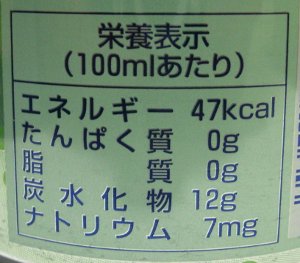 栄養表示
(100mlあたり)
エネルギー 47kcal
たんぱく質 0g
脂質 0g
炭水化物 12g
ナトリウム 7mg